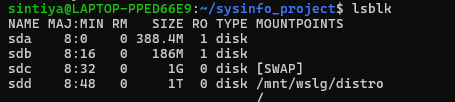 sintiya@LAPTOP-PPED66E9:~/sysinfo_project$ lsblk
NAME MAJ:MIN RM   SIZE RO TYPE MOUNTPOINTS
sda    8:0    0 388.4M  1 disk
sdb    8:16   0   186M  1 disk
sdc    8:32   0     1G  0 disk [SWAP]
sdd    8:48   0     1T  0 disk /mnt/wslg/distro
                               /